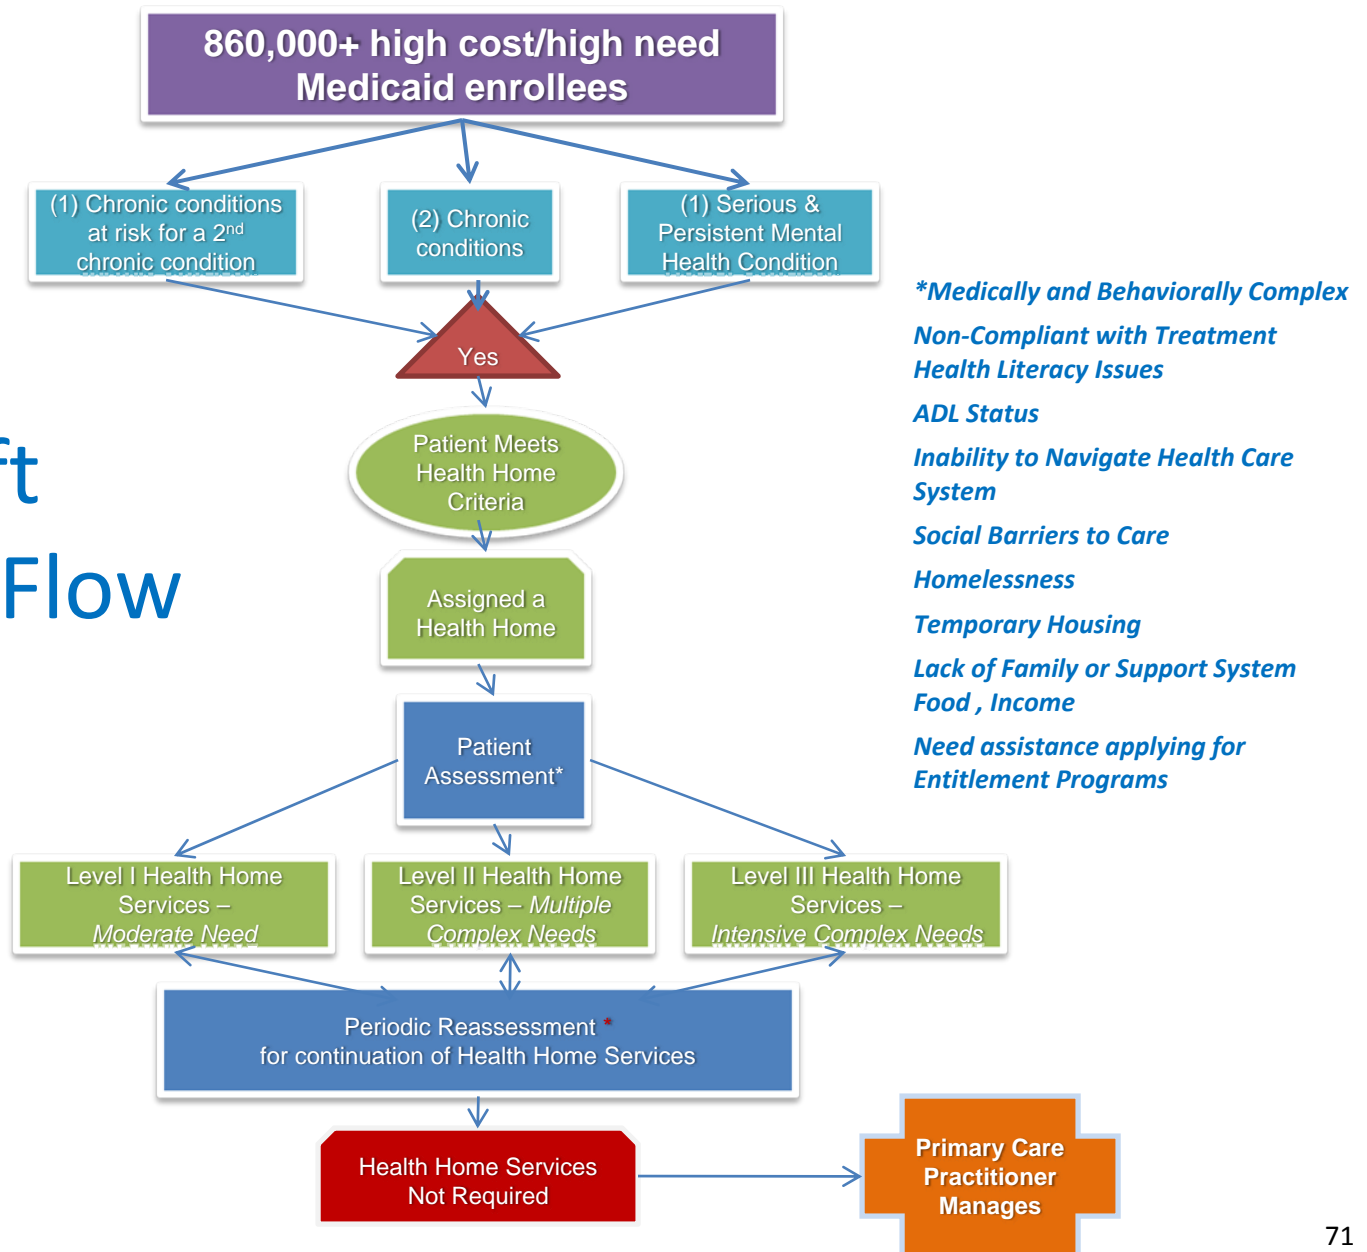 860,000+ high cost/high need
Medicaid enrollees
(1) Chronic conditions
at risk for a 2nd
chronic condition
(2) Chronic
conditions
(1) Serious &
Persistent Mental
Health Condition
Yes
Patient Meets
Health Home
Criteria
Flow
Assigned a
Health Home
Patient
Assessment*
Level I Health Home
Services –
Moderate Need
Level II Health Home
Services – Multiple
Complex Needs
Level III Health Home
Services –
Intensive Complex Needs
Periodic Reassessment *
for continuation of Health Home Services
Health Home Services
Not Required
Primary Care
Practitioner
Manages
*Medically and Behaviorally Complex
Non-Compliant with Treatment
Health Literacy Issues
ADL Status
Inability to Navigate Health Care
System
Social Barriers to Care
Homelessness
Temporary Housing
Lack of Family or Support System
Food , Income
Need assistance applying for
Entitlement Programs
71